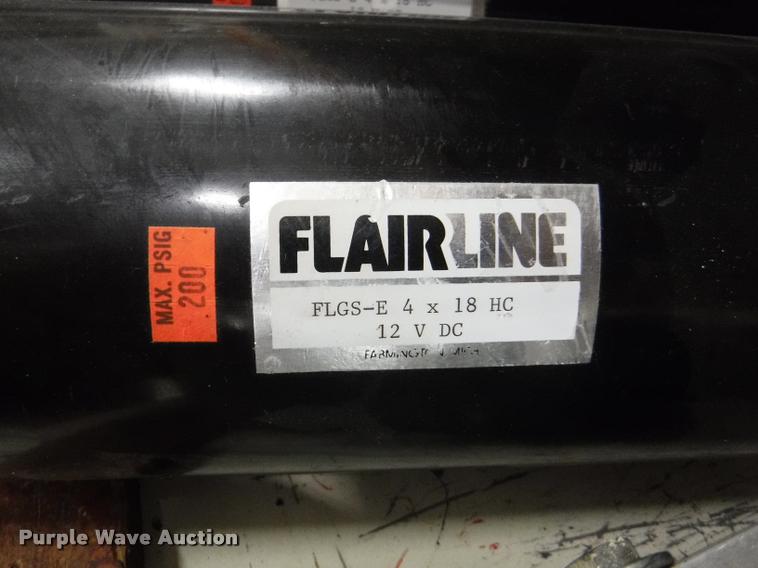 MAX. PSIG
200
FLAIRLINE
FLGS-E 4 x 18 HC
12 V DC
Purple Wave Auction